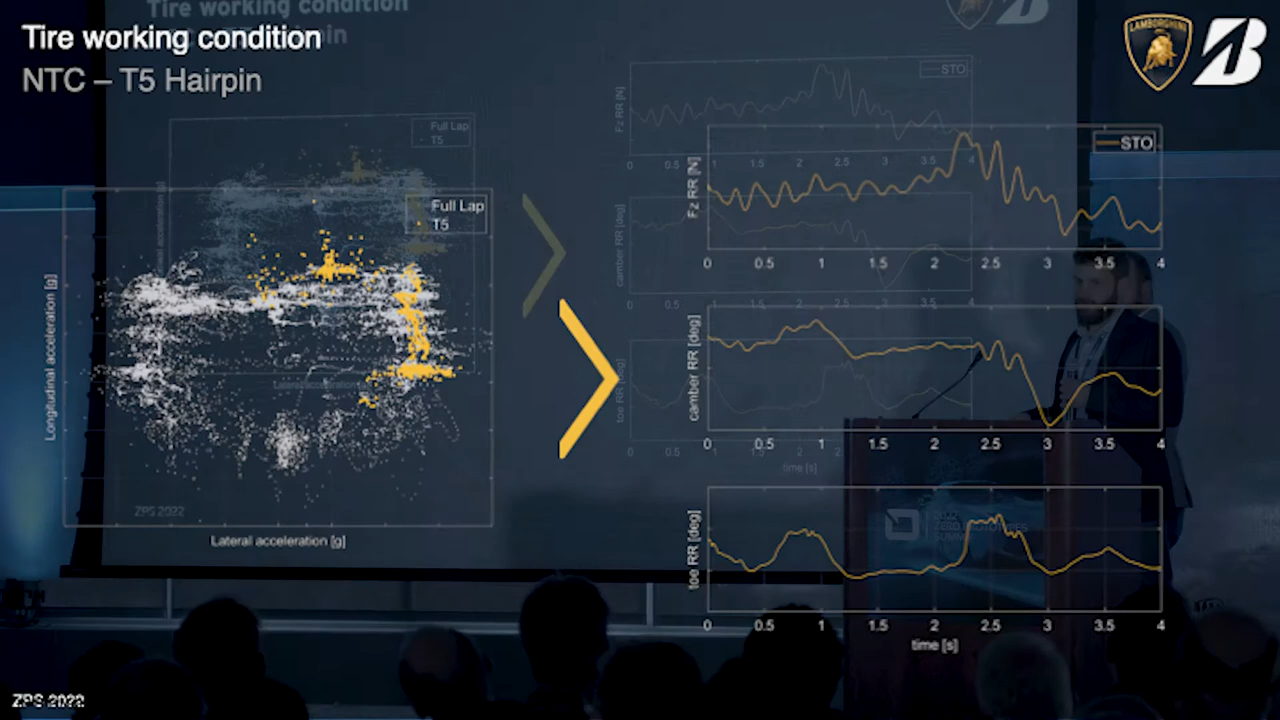 Tire working condition
NTC – T5 Hairpin
LAMBORGHINI
Tire working condition
pin
Full Lap
T5
Full Lap
T5
Longitudinal acceleration [g]
Lateral acceleration [g]
ZPS 2022
STO
Fz RR [N]
0 0.5 1 1.5 2 2.5 3 3.5 4
camber RR [deg]
0 0.5 1 1.5 2 2.5 3 3.5 4
toe RR [deg]
0 0.5 1 1.5 2 2.5 3 3.5 4
time [s]
STO
Fz RR [N]
0 0.5 1 1.5 2 2.5 3 3.5 4
camber RR [deg]
toe RR [deg]
time [s]
ZPS 2022